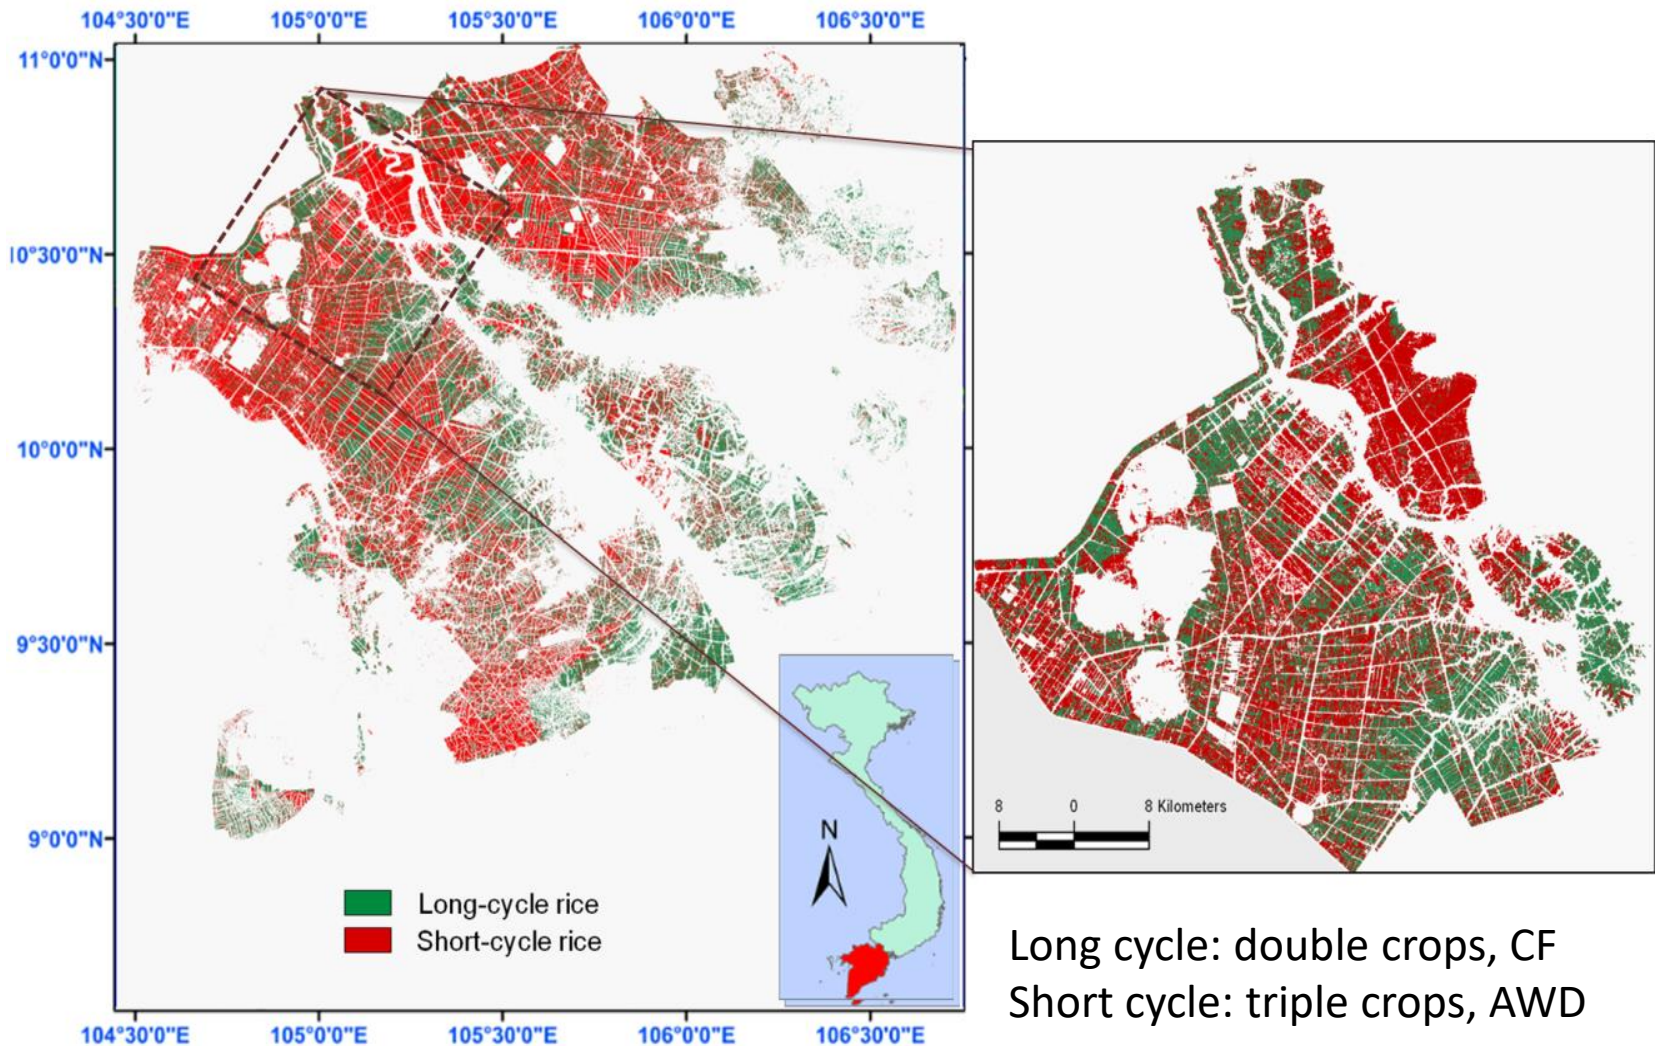 104°30'0"E 105°0'0"E 105°30'0"E 106°0'0"E 106°30'0"E
11°0'0"N
10°30'0"N
10°0'0"N
9°30'0"N
9°0'0"N
8 0 8 Kilometers
N
Long-cycle rice
Short-cycle rice
Long cycle: double crops, CF
Short cycle: triple crops, AWD
104°30'0"E 105°0'0"E 105°30'0"E 106°0'0"E 106°30'0"E